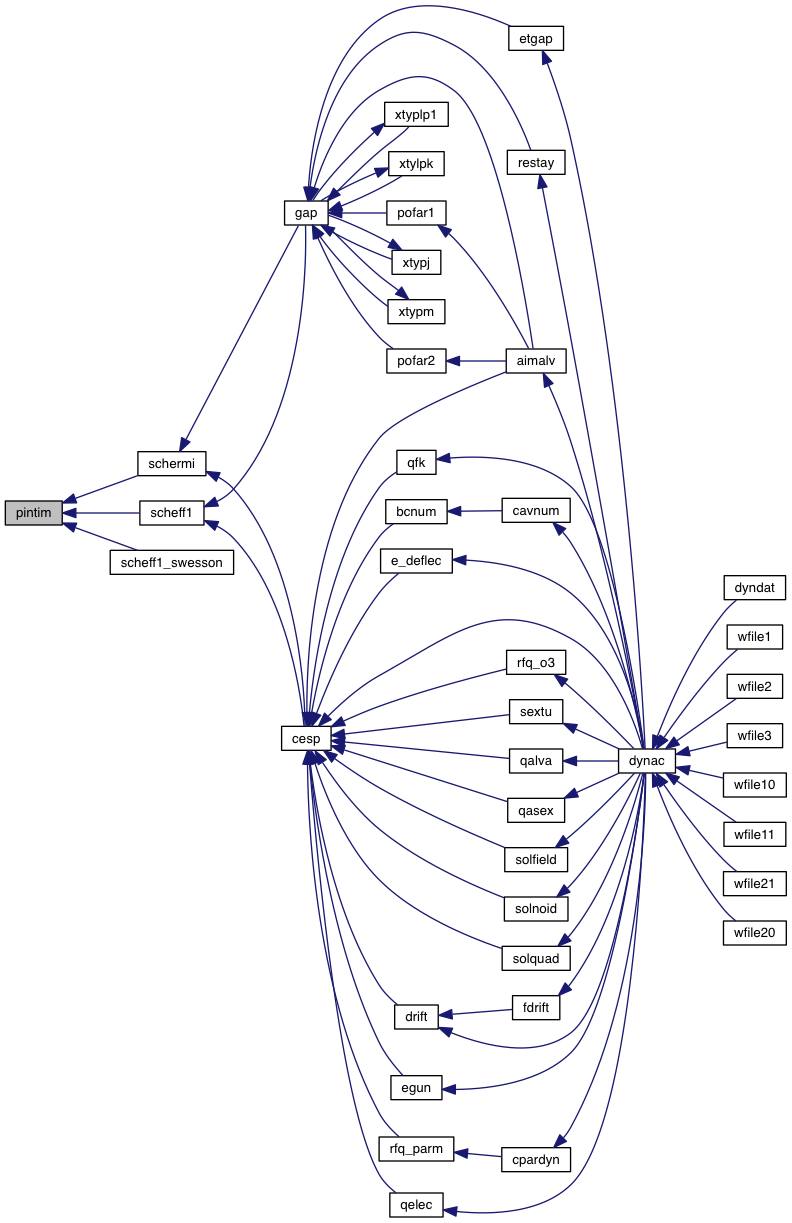 etgap
xtyplp1
xtylpk
restay
gap
pofar1
xtypj
xtypm
pofar2
aimalv
schermi
qfk
pintim
scheff1
bcnum
cavnum
scheff1_swesson
e_deflec
dyndat
wfile1
rfq_o3
wfile2
sextu
cesp
wfile3
qalva
dynac
wfile10
qasex
wfile11
solfield
wfile21
solnoid
wfile20
solquad
fdrift
drift
egun
rfq_parm
cpardyn
qelec